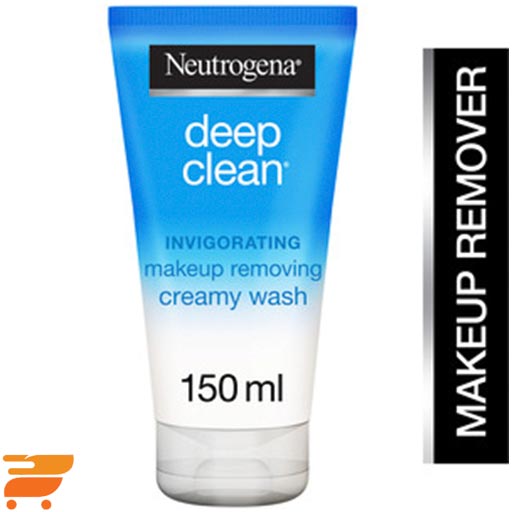 Neutrogena®
deep
clean®
INVIGORATING
makeup removing
creamy wash
150 ml
MAKEUP REMOVER